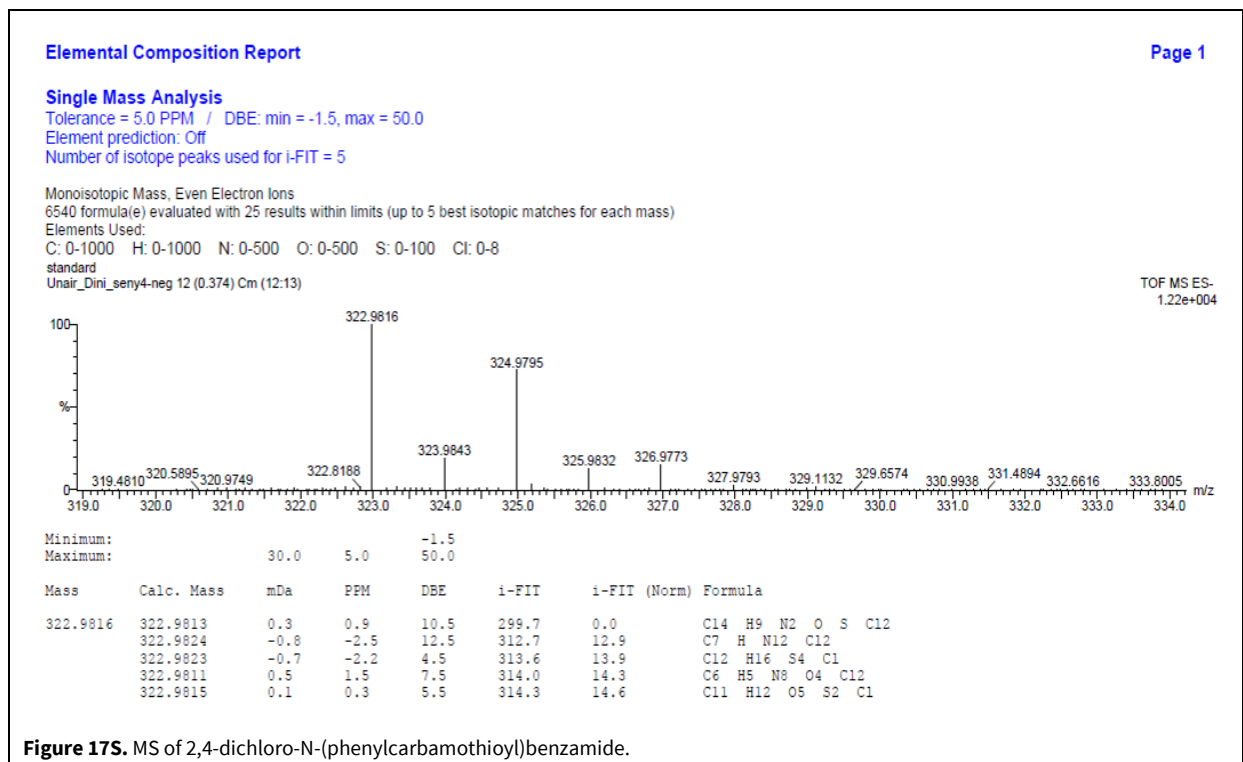 Elemental Composition Report Page 1
Single Mass Analysis
Tolerance = 5.0 PPM / DBE: min = -1.5, max = 50.0
Element prediction: Off
Number of isotope peaks used for i-FIT = 5
Monoisotopic Mass, Even Electron Ions
6540 formula(e) evaluated with 25 results within limits (up to 5 best isotopic matches for each mass)
Elements Used:
C: 0-1000 H: 0-1000 N: 0-500 O: 0-500 S: 0-100 Cl: 0-8
standard
Unair_Dini_seny4-neg 12 (0.374) Cm (12:13) TOF MS ES-
1.22e+004
100
322.9816
324.9795
%
323.9843
325.9832 326.9773
319.4810 320.5895 320.9749 322.8188 327.9793 329.1132 329.6574 330.9938 331.4894 332.6616 333.8005
0
319.0 320.0 321.0 322.0 323.0 324.0 325.0 326.0 327.0 328.0 329.0 330.0 331.0 332.0 333.0 334.0 m/z
Minimum: -1.5
Maximum: 30.0 5.0 50.0
Mass Calc. Mass mDa PPM DBE i-FIT i-FIT (Norm) Formula
322.9816 322.9813 0.3 0.9 10.5 299.7 0.0 C14 H9 N2 O S Cl2
322.9824 -0.8 -2.5 12.5 312.7 12.9 C7 H N12 Cl2
322.9823 -0.7 -2.2 4.5 313.6 13.9 C12 H16 S4 Cl
322.9811 0.5 1.5 7.5 314.0 14.3 C6 H5 N8 O4 Cl2
322.9815 0.1 0.3 5.5 314.3 14.6 C11 H12 O5 S2 Cl
Figure 17S. MS of 2,4-dichloro-N-(phenylcarbamothioyl)benzamide.